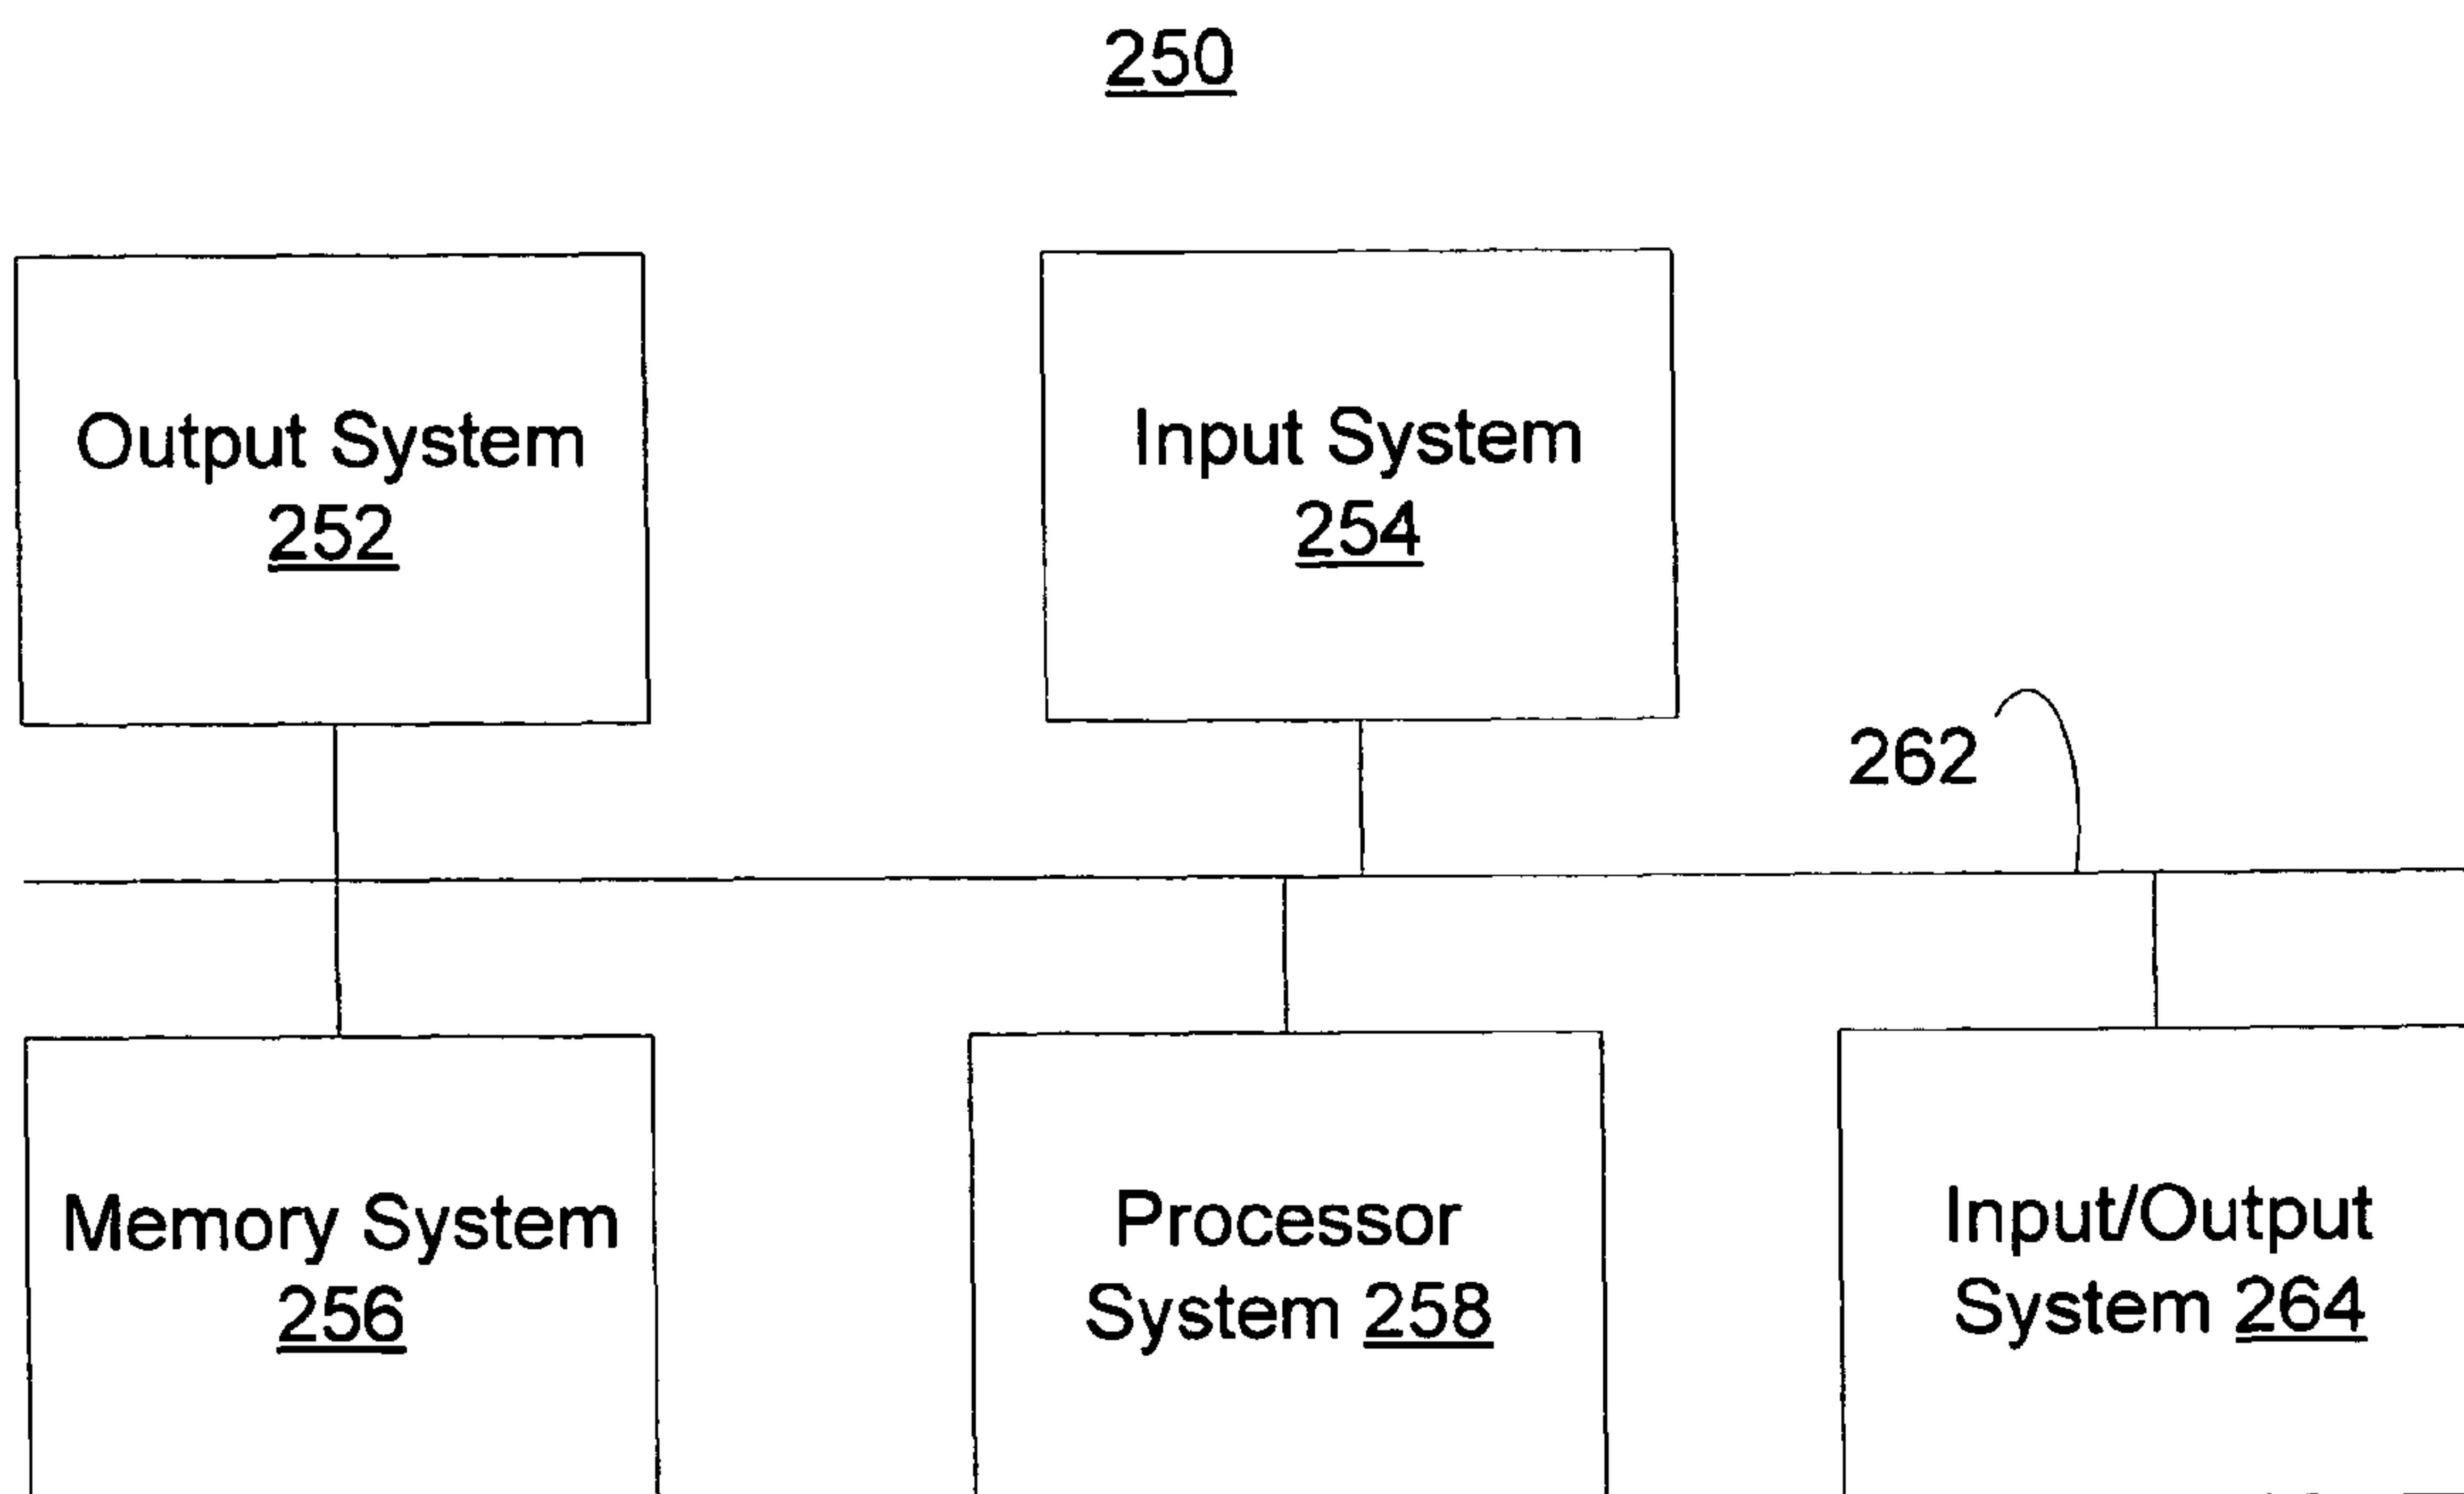 250
Output System
252
Input System
254
262
Memory System
256
Processor
System 258
Input/Output
System 264